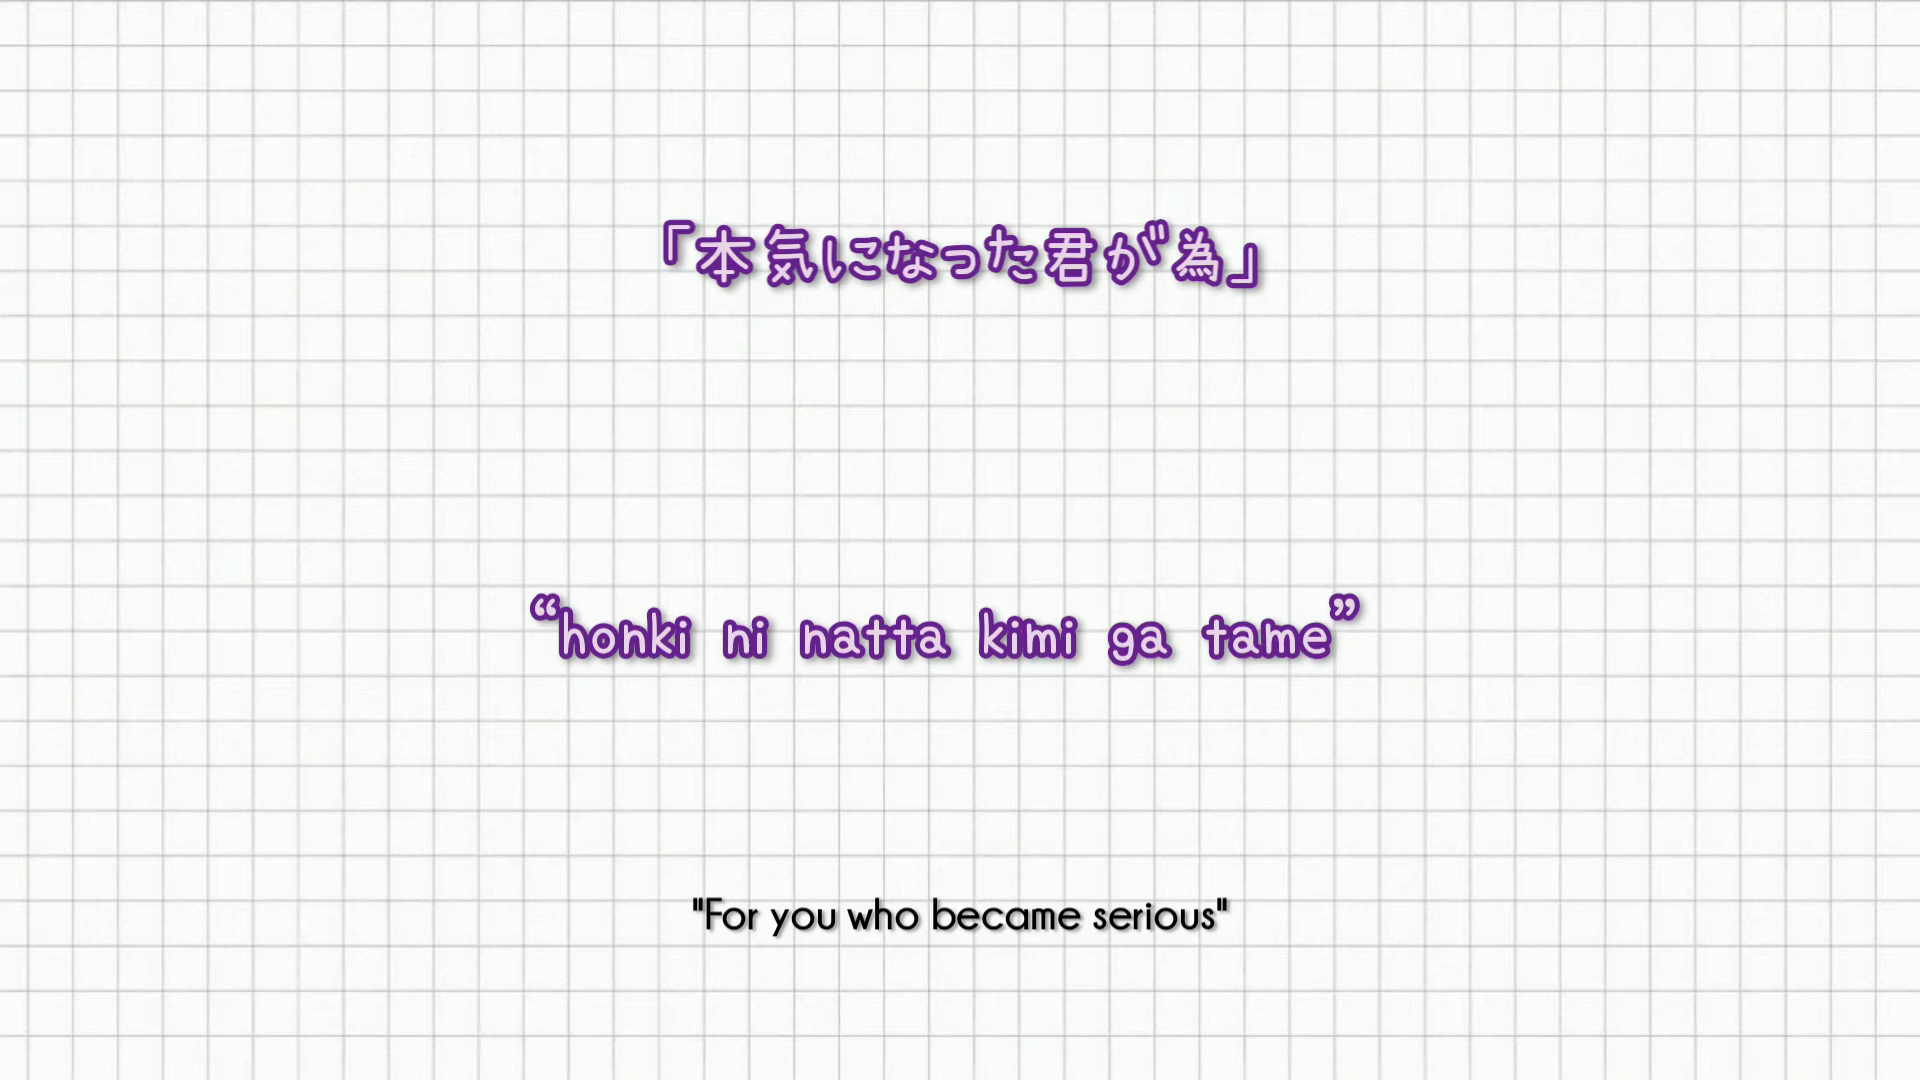 「本気になった君が為」
“honki ni natta kimi ga tame”
"For you who became serious"